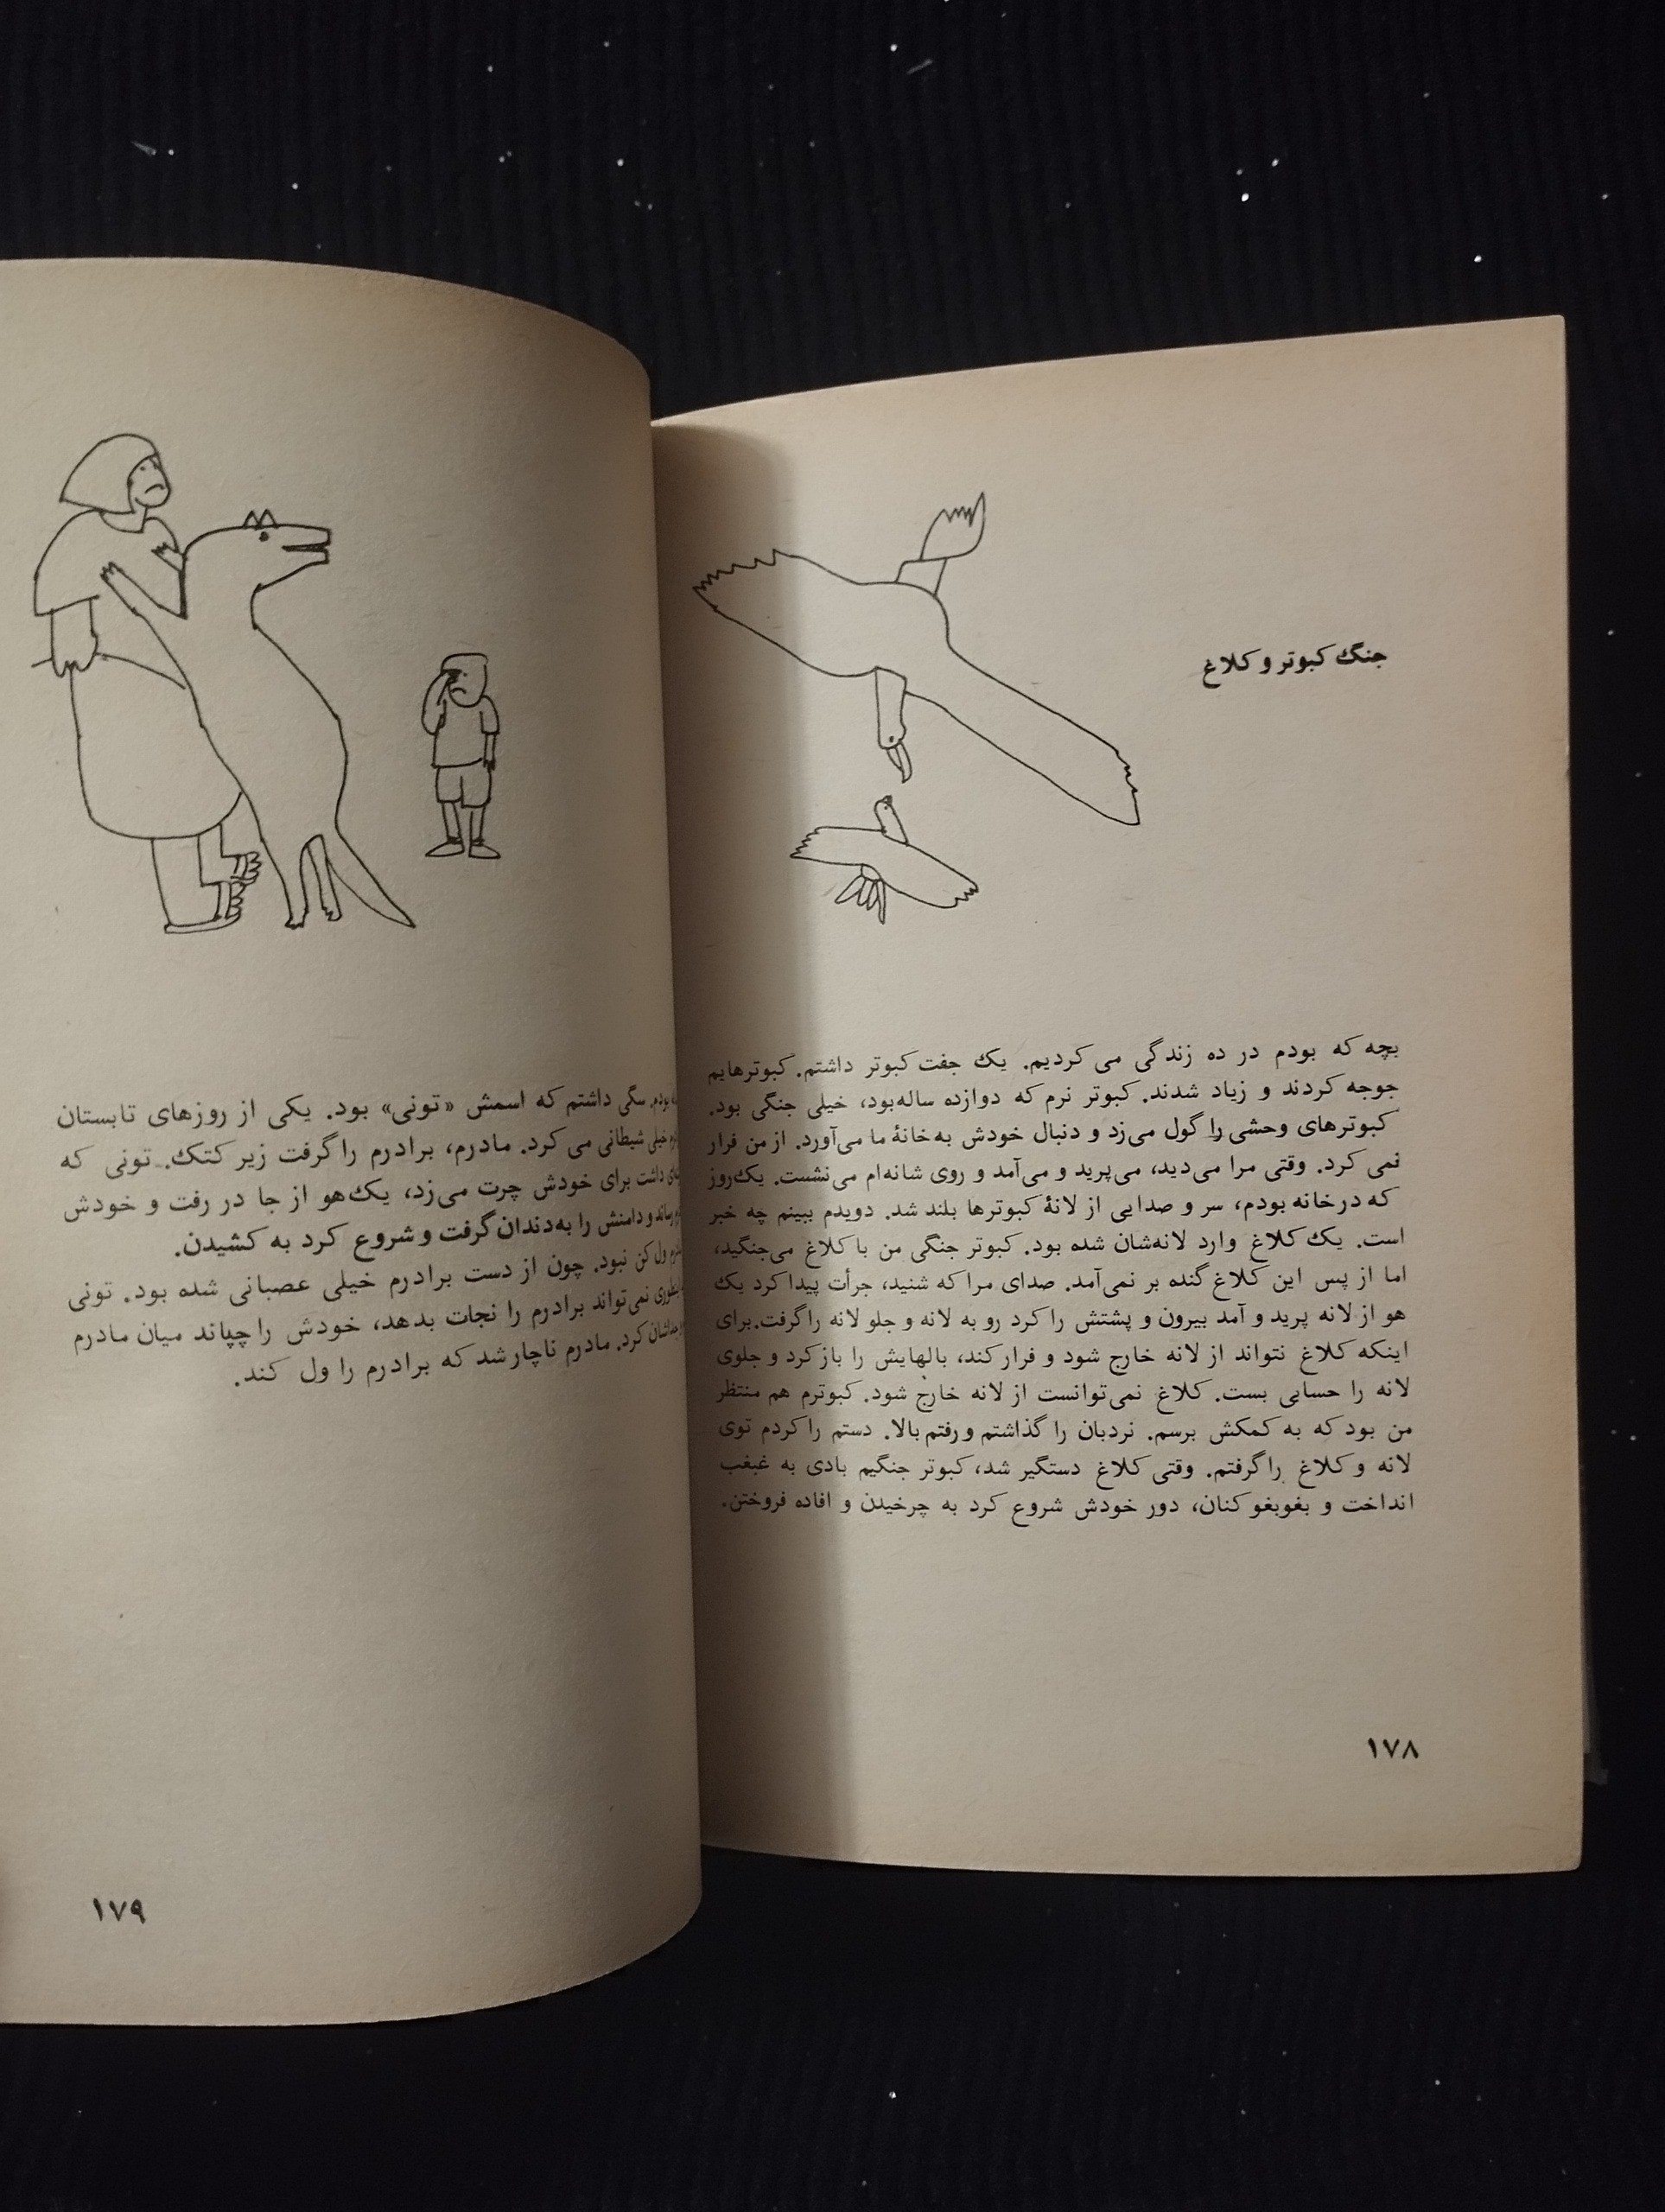 جنگ کبوتر و کلاغ
بچه که بودم در ده زندگی می‌کردیم. یک جفت کبوتر داشتم. کبوترهایم
جوجه کردند و زیاد شدند. کبوتر نرم که دوازده ساله بود، خیلی جنگی بود.
کبوترهای وحشی را گول می‌زد و دنبال خودش به خانهٔ ما می‌آورد. از من فرار
نمی کرد. وقتی مرا می‌دید، می‌پرید و می‌آمد و روی شانه‌ام می‌نشست. یک‌روز
که در خانه بودم، سر و صدایی از لانهٔ کبوترها بلند شد. دویدم ببینم چه خبر
است. یک کلاغ وارد لانه‌شان شده بود. کبوتر جنگی من با کلاغ می‌جنگید،
اما از پس این کلاغ گنده بر نمی‌آمد. صدای مرا که شنید، جرأت پیدا کرد یک
هو از لانه پرید و آمد بیرون و پشتش را کرد رو به لانه و جلو لانه را گرفت. برای
اینکه کلاغ نتواند از لانه خارج شود و فرار کند، بالهایش را باز کرد و جلوی
لانه را حسابی بست. کلاغ نمی‌توانست از لانه خارج شود. کبوترم هم منتظر
من بود که به کمکش برسم. نردبان را گذاشتم و رفتم بالا. دستم را کردم توی
لانه و کلاغ را گرفتم. وقتی کلاغ دستگیر شد، کبوتر جنگیم بادی به غبغب
انداخت و بغوبغو کنان، دور خودش شروع کرد به چرخیدن و افاده فروختن.
۱۷۸
بودم. سگی داشتم که اسمش «تونی» بود. یکی از روزهای تابستان
خیلی شیطانی می کرد. مادرم، برادرم را گرفت زیر کتک. تونی که
داشت برای خودش چرت می‌زد، یک‌هو از جا در رفت و خودش
رساند و دامنش را به‌دندان گرفت و شروع کرد به کشیدن.
ول کن نبود. چون از دست برادرم خیلی عصبانی شده بود. تونی
نمی‌تواند برادرم را نجات بدهد، خودش را چپاند میان مادرم
جداشان کرد. مادرم ناچار شد که برادرم را ول کند.
۱۷۹